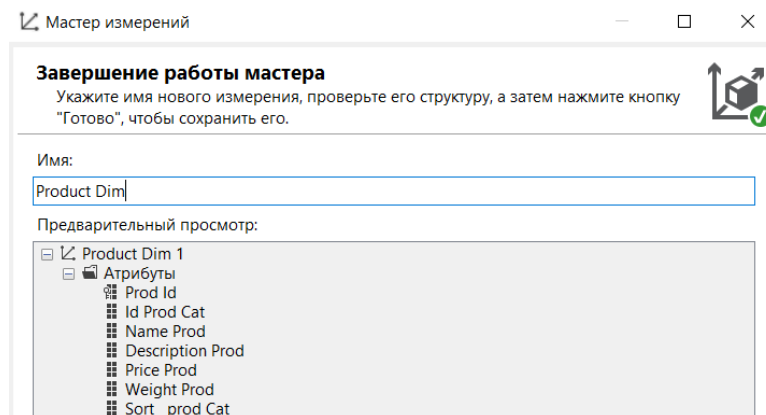 Мастер измерений
Завершение работы мастера
Укажите имя нового измерения, проверьте его структуру, а затем нажмите кнопку
"Готово", чтобы сохранить его.
Имя:
Product Dim
Предварительный просмотр:
Product Dim 1
Атрибуты
Prod Id
Id Prod Cat
Name Prod
Description Prod
Price Prod
Weight Prod
Sort_prod Cat